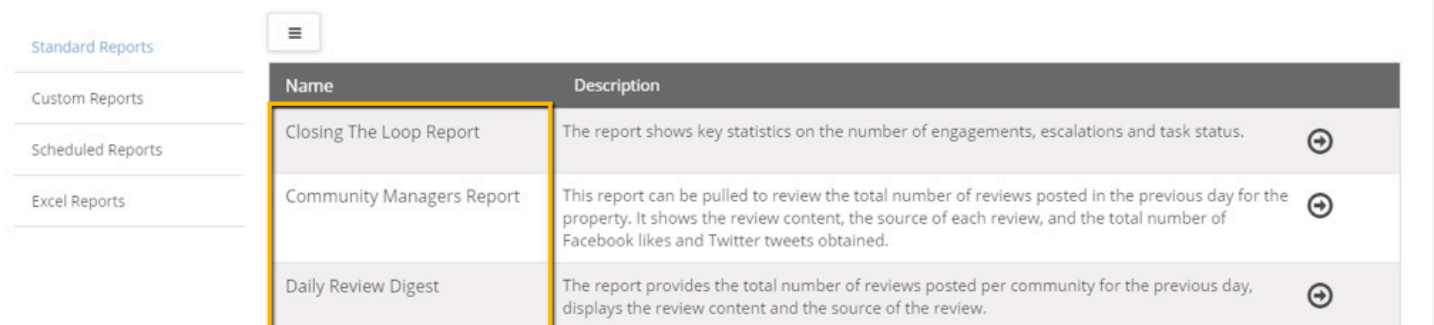 Standard Reports
Custom Reports
Scheduled Reports
Excel Reports
Name Description
Closing The Loop Report
The report shows key statistics on the number of engagements, escalations and task status.
Community Managers Report
This report can be pulled to review the total number of reviews posted in the previous day for the
property. It shows the review content, the source of each review, and the total number of
Facebook likes and Twitter tweets obtained.
Daily Review Digest
The report provides the total number of reviews posted per community for the previous day,
displays the review content and the source of the review.